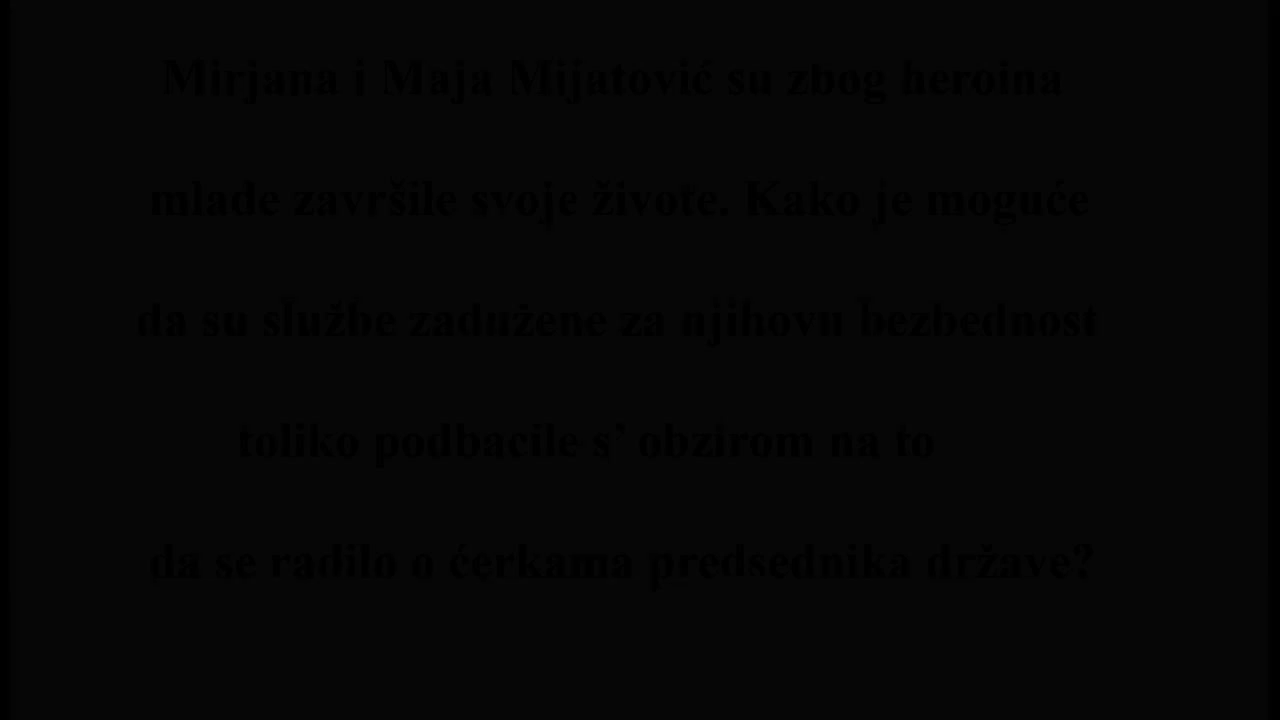 Mirjana i Maja Mijatović su zbog heroina
mlade završile svoje živote. Kako je moguće
da su službe zadužene za njihovu bezbednost
toliko podbacile s’ obzirom na to
da se radilo o ćerkama predsednika države?